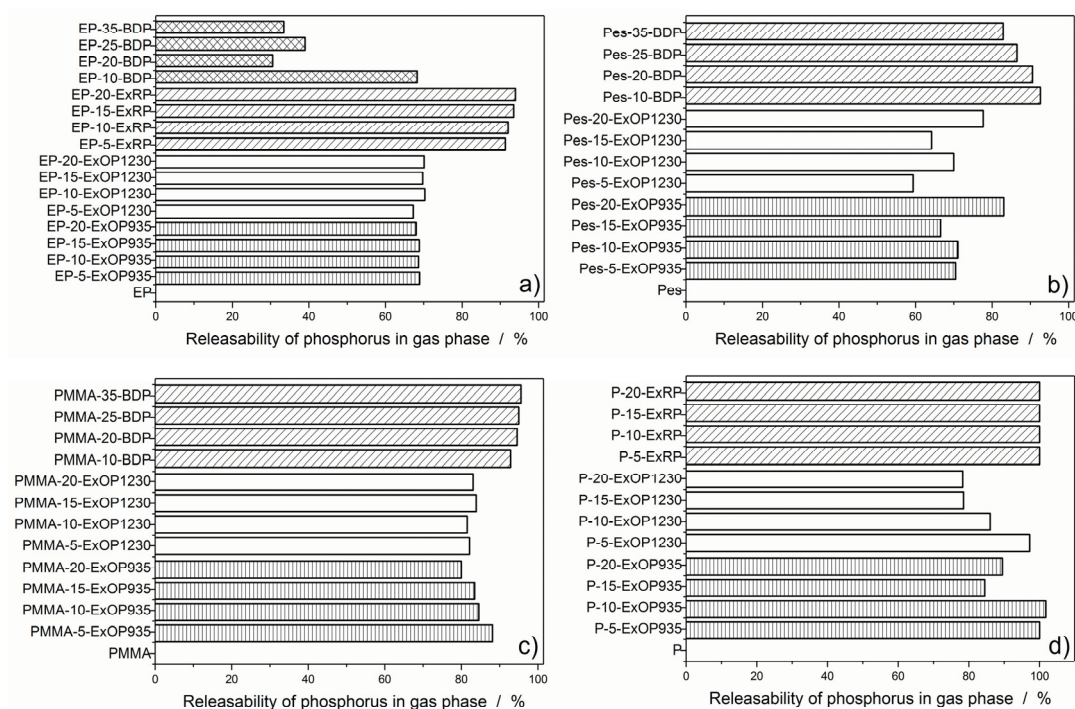 EP-35-BDP
EP-25-BDP
EP-20-BDP
EP-10-BDP
EP-20-ExRP
EP-15-ExRP
EP-10-ExRP
EP-5-ExRP
EP-20-ExOP1230
EP-15-ExOP1230
EP-10-ExOP1230
EP-5-ExOP1230
EP-20-ExOP935
EP-15-ExOP935
EP-10-ExOP935
EP-5-ExOP935
EP
a)
0 20 40 60 80 100
Releasability of phosphorus in gas phase / %
Pes-35-BDP
Pes-25-BDP
Pes-20-BDP
Pes-10-BDP
Pes-20-ExOP1230
Pes-15-ExOP1230
Pes-10-ExOP1230
Pes-5-ExOP1230
Pes-20-ExOP935
Pes-15-ExOP935
Pes-10-ExOP935
Pes-5-ExOP935
Pes
b)
0 20 40 60 80 100
Releasability of phosphorus in gas phase / %
PMMA-35-BDP
PMMA-25-BDP
PMMA-20-BDP
PMMA-10-BDP
PMMA-20-ExOP1230
PMMA-15-ExOP1230
PMMA-10-ExOP1230
PMMA-5-ExOP1230
PMMA-20-ExOP935
PMMA-15-ExOP935
PMMA-10-ExOP935
PMMA-5-ExOP935
PMMA
c)
0 20 40 60 80 100
Releasability of phosphorus in gas phase / %
P-20-ExRP
P-15-ExRP
P-10-ExRP
P-5-ExRP
P-20-ExOP1230
P-15-ExOP1230
P-10-ExOP1230
P-5-ExOP1230
P-20-ExOP935
P-15-ExOP935
P-10-ExOP935
P-5-ExOP935
P
d)
0 20 40 60 80 100
Releasability of phosphorus in gas phase / %